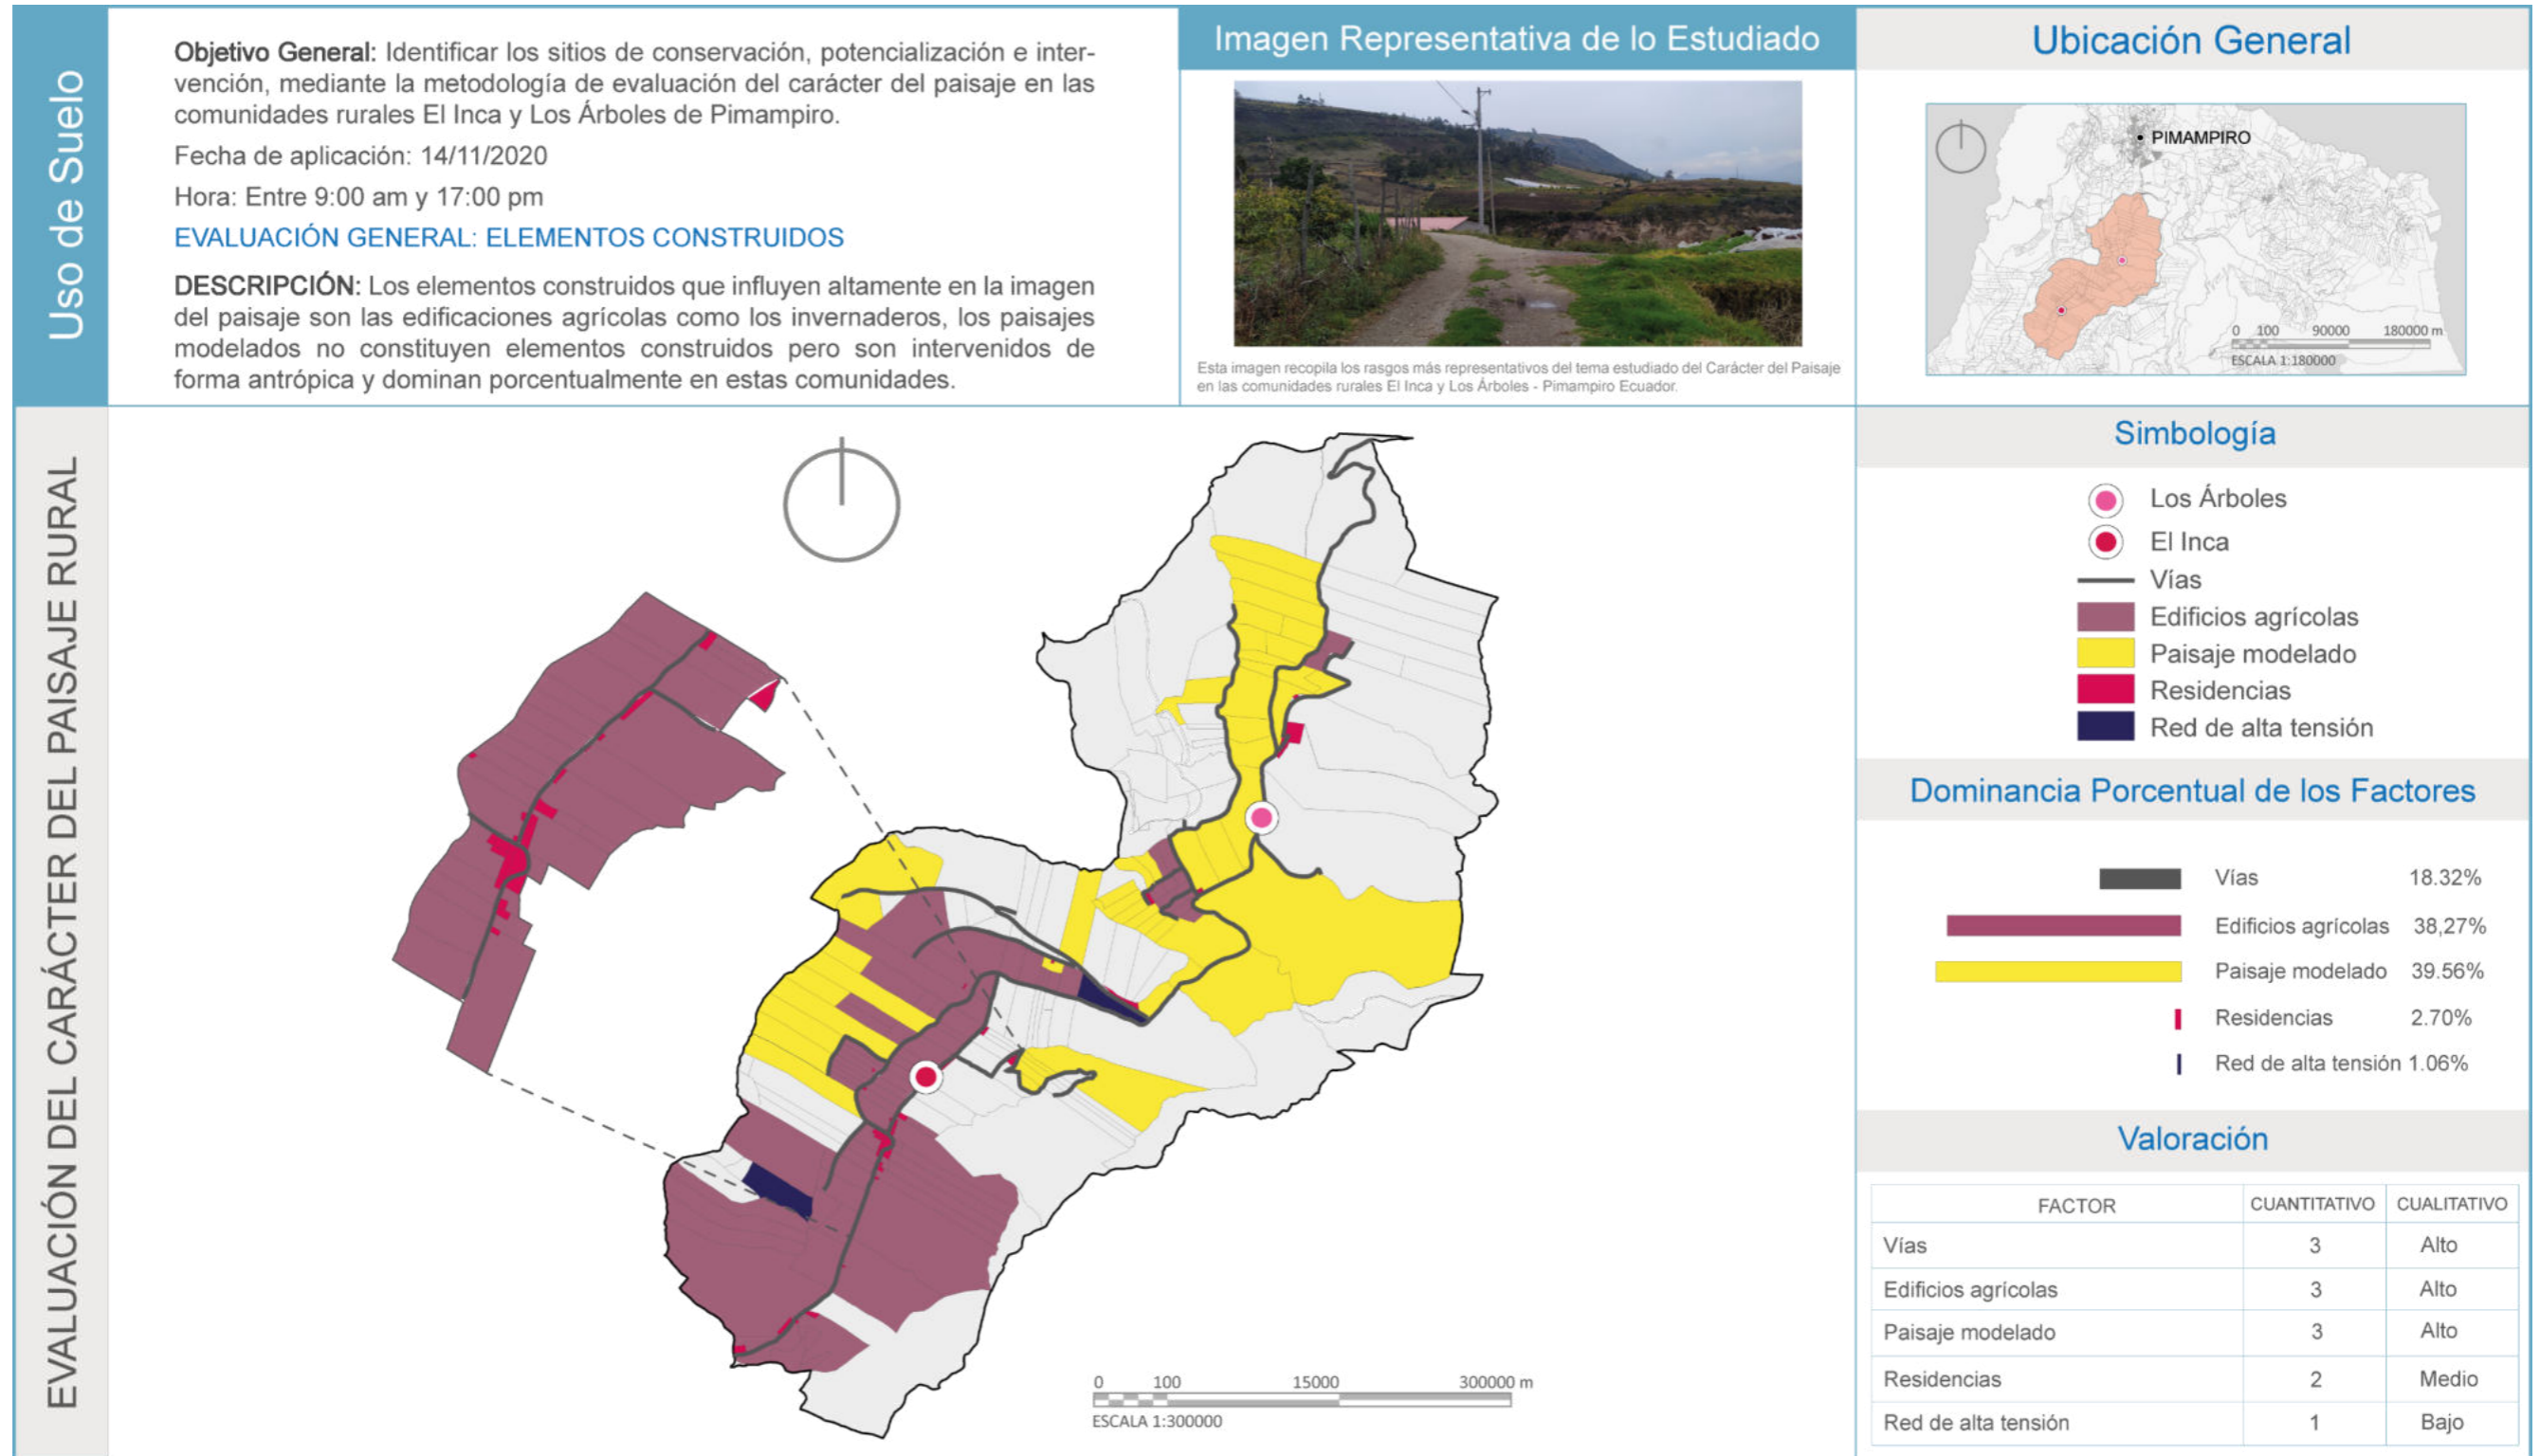 Uso de Suelo
Objetivo General: Identificar los sitios de conservación, potencialización e inter-
vención, mediante la metodología de evaluación del carácter del paisaje en las
comunidades rurales El Inca y Los Árboles de Pimampiro.
Fecha de aplicación: 14/11/2020
Hora: Entre 9:00 am y 17:00 pm
EVALUACIÓN GENERAL: ELEMENTOS CONSTRUIDOS
DESCRIPCIÓN: Los elementos construidos que influyen altamente en la imagen
del paisaje son las edificaciones agrícolas como los invernaderos, los paisajes
modelados no constituyen elementos construidos pero son intervenidos de
forma antrópica y dominan porcentualmente en estas comunidades.
Imagen Representativa de lo Estudiado
Esta imagen recopila los rasgos más representativos del tema estudiado del Carácter del Paisaje
en las comunidades rurales El Inca y Los Árboles - Pimampiro Ecuador.
Ubicación General
PIMAMPIRO
0 100 90000 180000 m
ESCALA 1:180000
EVALUACIÓN DEL CARÁCTER DEL PAISAJE RURAL
0 100 15000 300000 m
ESCALA 1:300000
Simbología
Los Árboles
El Inca
Vías
Edificios agrícolas
Paisaje modelado
Residencias
Red de alta tensión
Dominancia Porcentual de los Factores
Vías 18.32%
Edificios agrícolas 38,27%
Paisaje modelado 39.56%
Residencias 2.70%
Red de alta tensión 1.06%
Valoración
FACTOR CUANTITATIVO CUALITATIVO
Vías 3 Alto
Edificios agrícolas 3 Alto
Paisaje modelado 3 Alto
Residencias 2 Medio
Red de alta tensión 1 Bajo